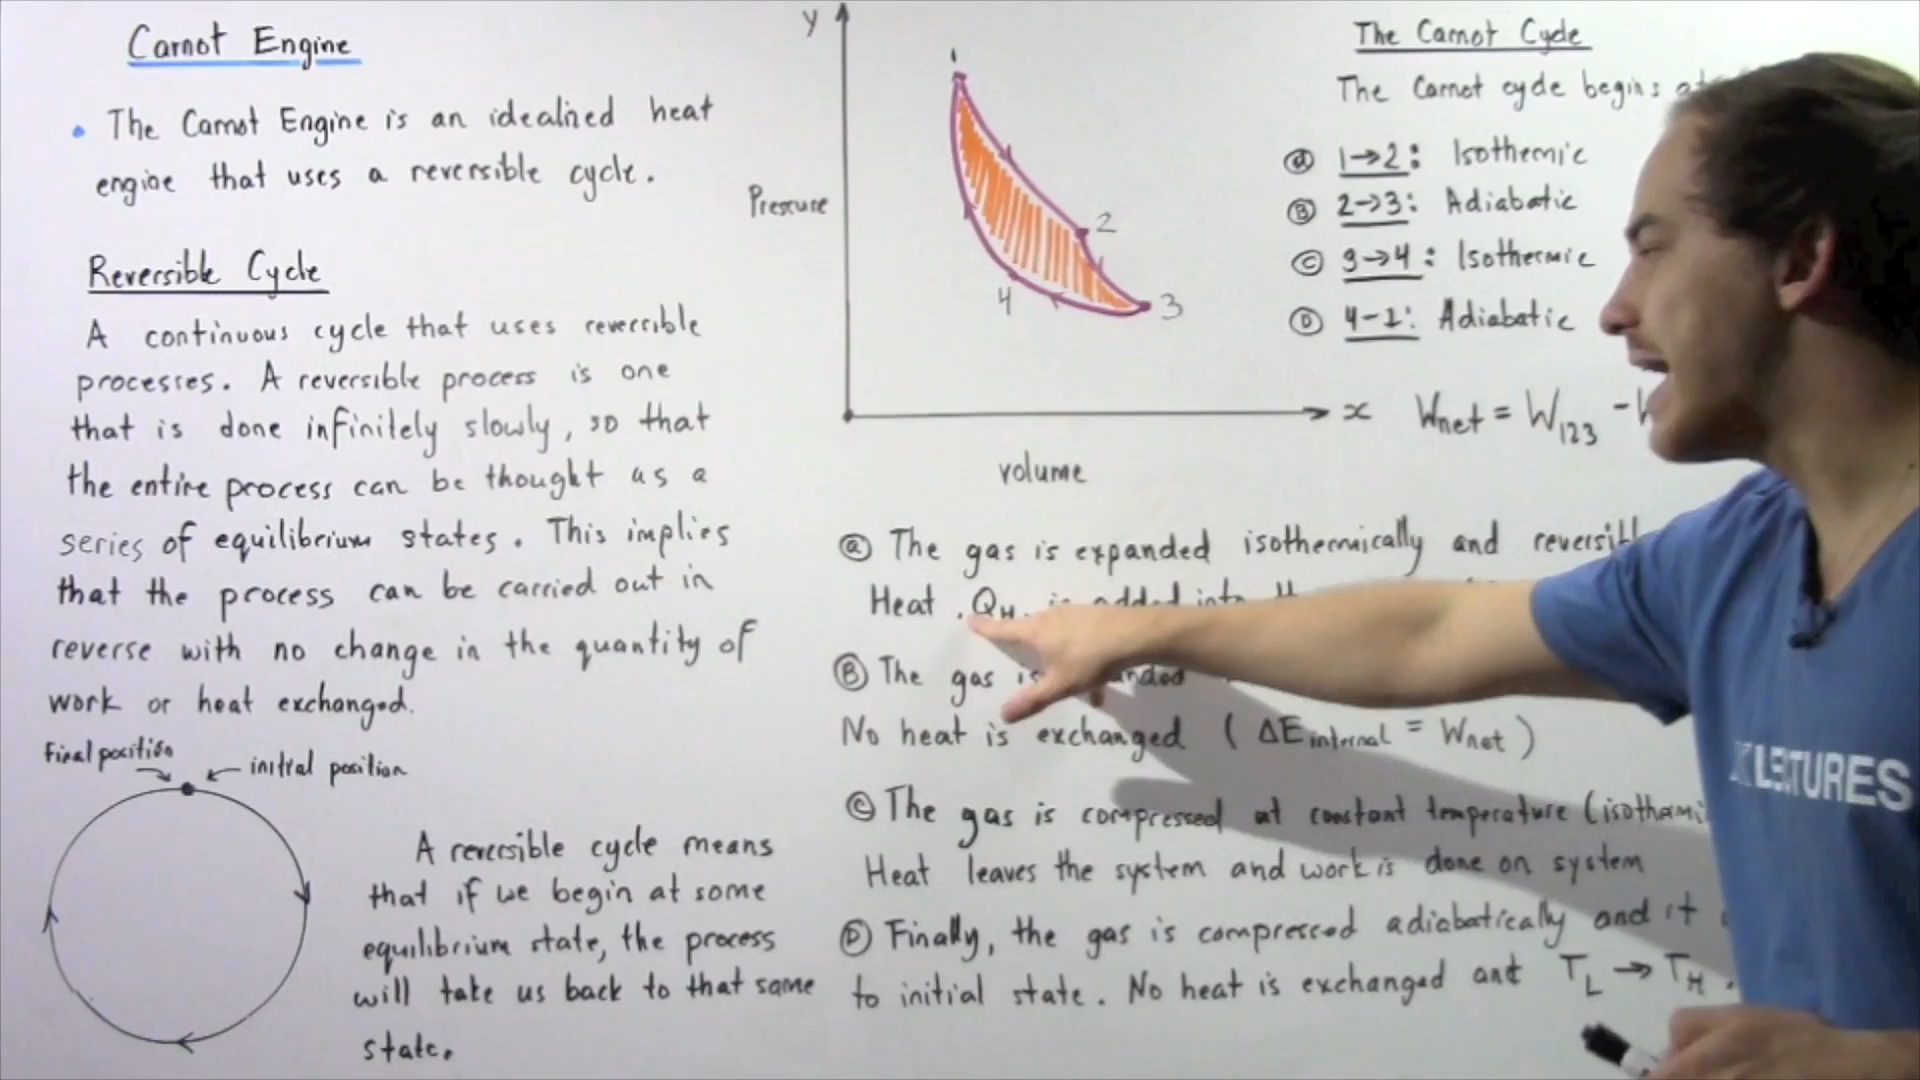 Carnot Engine
• The Carnot Engine is an idealized heat
engine that uses a reversible cycle.
Reversible Cycle
A continuous cycle that uses reversible
processes. A reversible process is one
that is done infinitely slowly, so that
the entire process can be thought as a
series of equilibrium states. This implies
that the process can be carried out in
reverse with no change in the quantity of
work or heat exchanged.
final position
initial position
A reversible cycle means
that if we begin at some
equilibrium state, the process
will take us back to that same
state.
y
Pressure
1
2
3
4
x
volume
The Carnot Cycle
The Carnot cycle begins at
ⓐ 1→2: Isothermic
Ⓑ 2→3: Adiabatic
Ⓒ 3→4: Isothermic
Ⓓ 4-1: Adiabatic
Wnet = W123 -
ⓐ The gas is expanded isothermically and
Heat QH is added into
Ⓑ The gas is
No heat is exchanged (ΔEinternal = Wnet)
Ⓒ The gas is compressed at constant temperature
Heat leaves the system and work is done on system
Ⓓ Finally, the gas is compressed adiabatically and it
to initial state. No heat is exchanged and TL → TH.
LECTURES